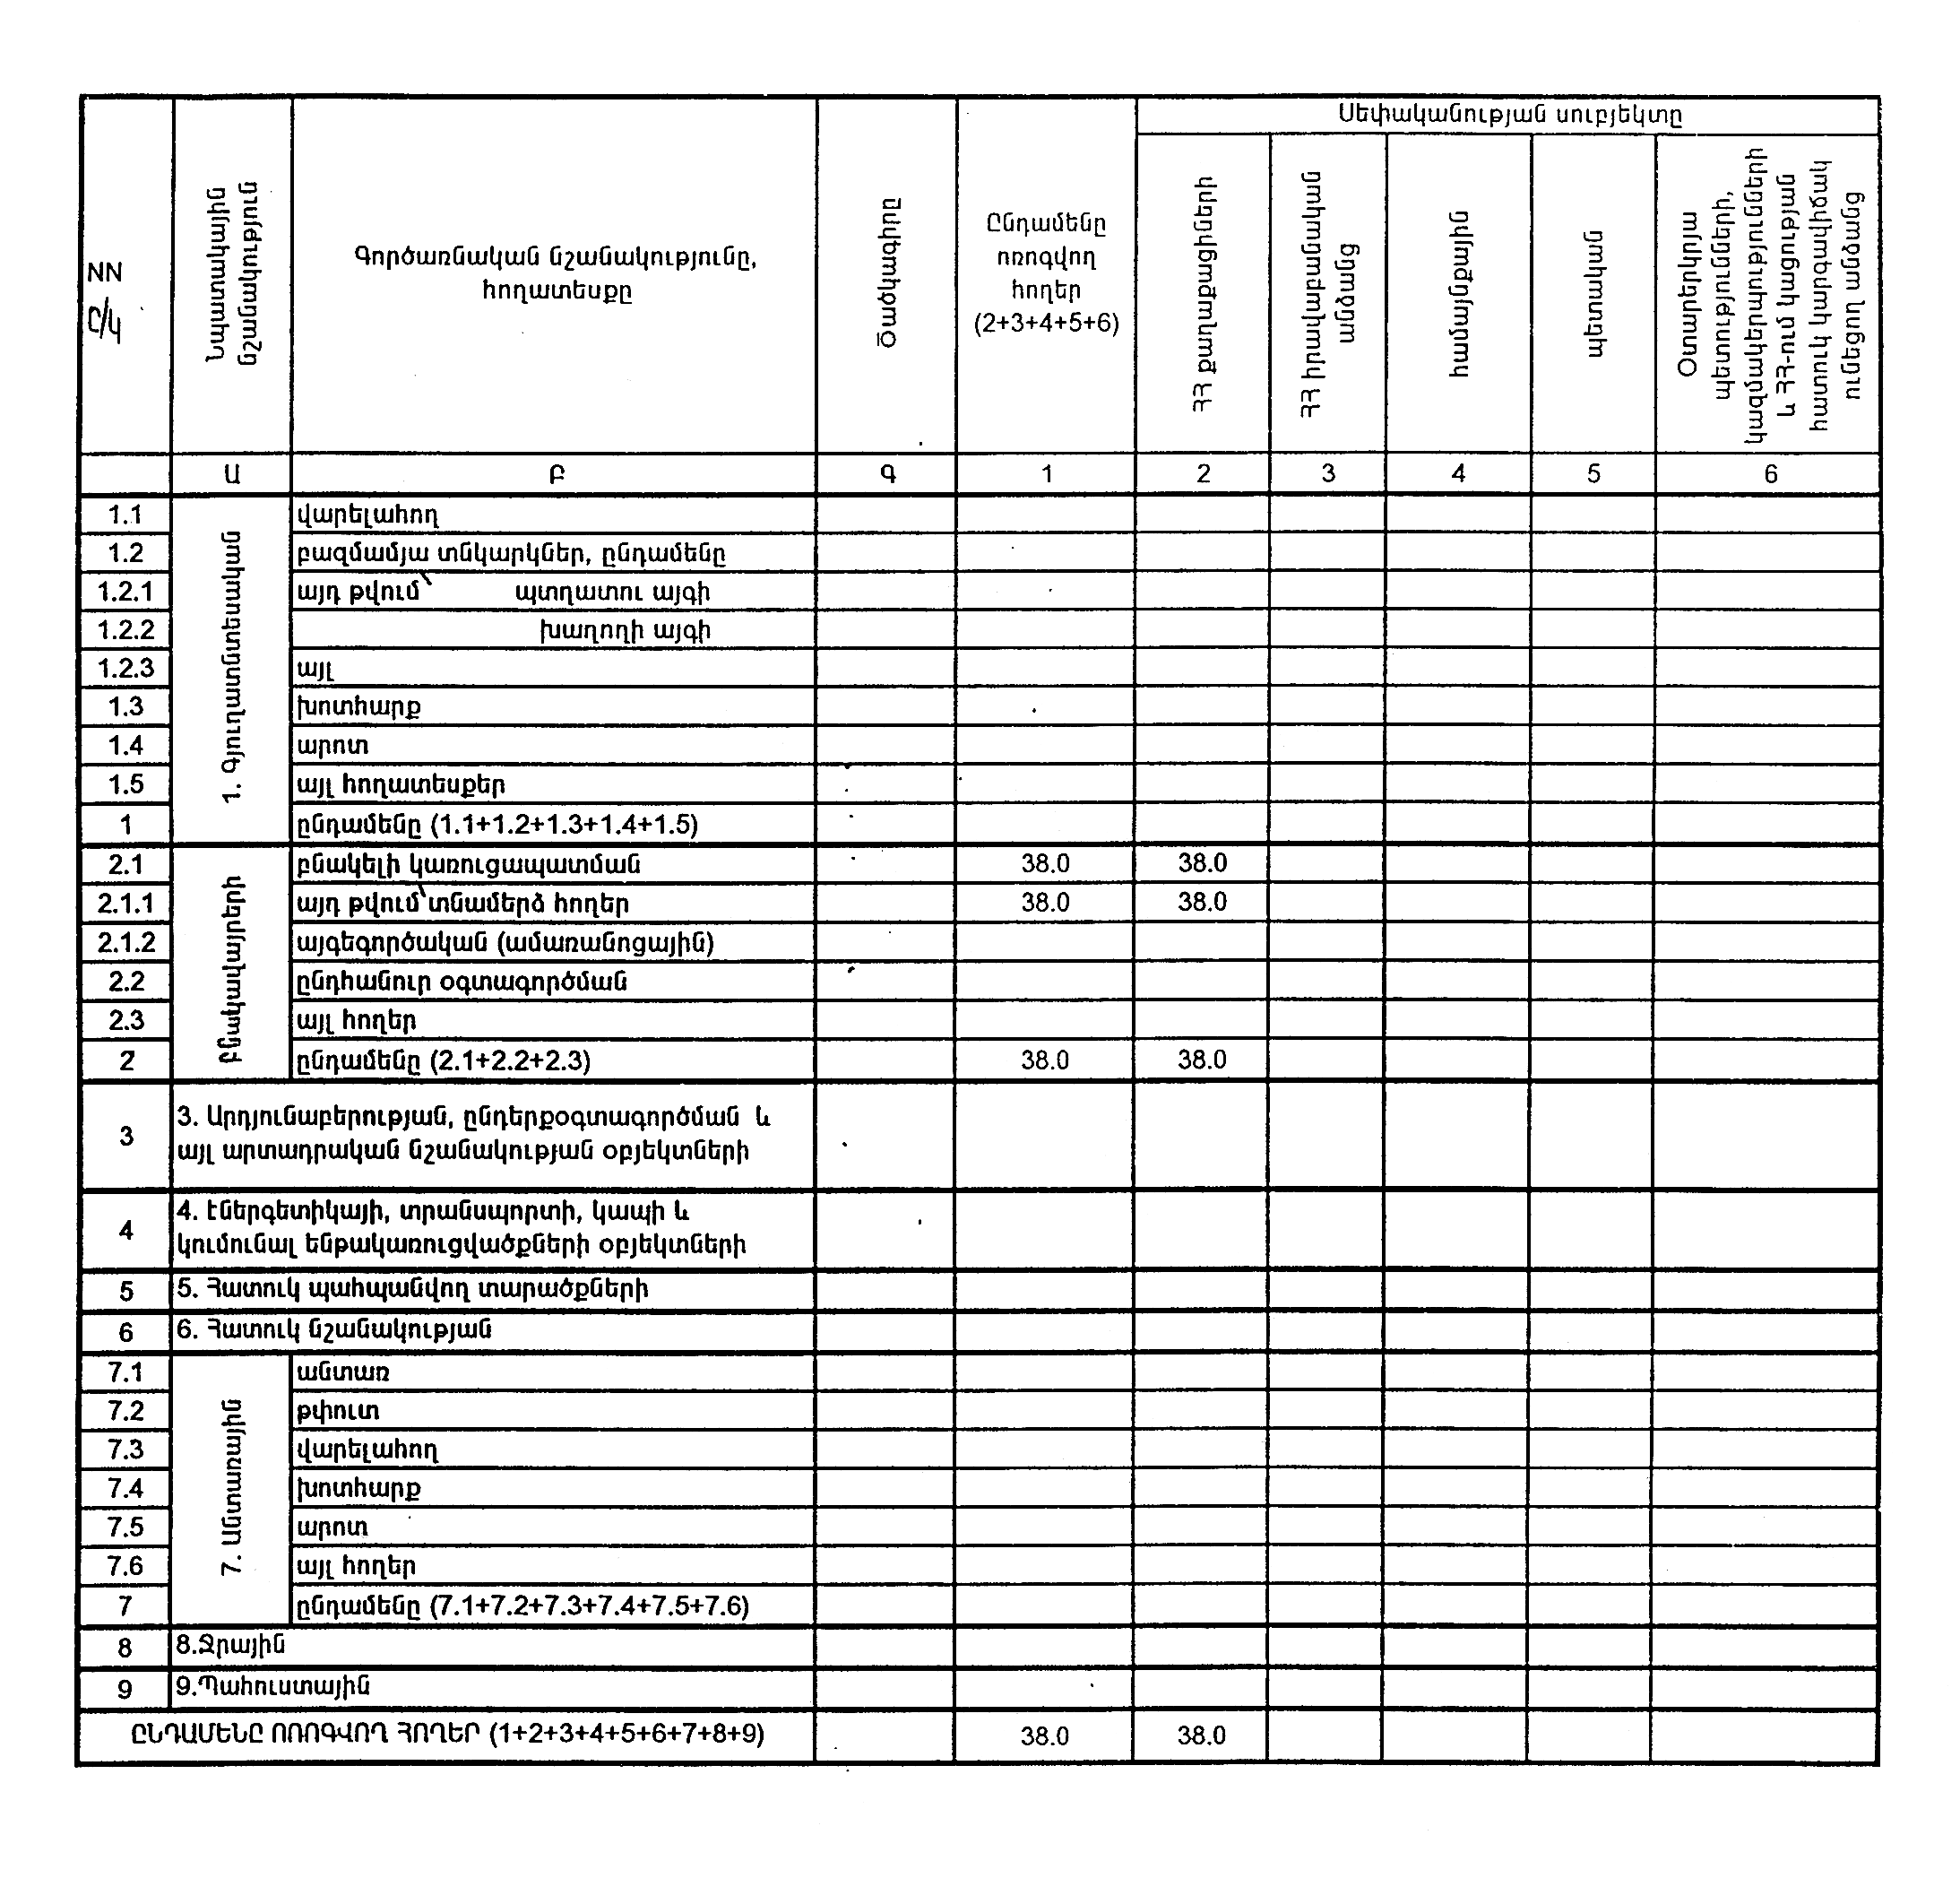 Սեփականության սուբյեկտը
NN
Ը/Կ
Նպատակային
նշանակություն
Գործառնական նշանակությունը,
հողատեսքը
Ծածկագիրը
Ընդամենը
ոռոգվող
հողեր
(2+3+4+5+6)
ՀՀ քաղաքացիների
ՀՀ իրավաբանական
անձանց
համայնքային
պետական
Օտարերկրյա
պետությունների,
կազմակերպությունների
և ՀՀ-ում կացության
հատուկ կարգավիճակ
ունեցող անձանց
Ա Բ Գ 1 2 3 4 5 6
1. Գյուղատնտեսական
1.1 վարելահող
1.2 բազմամյա տնկարկներ, ընդամենը
1.2.1 այդ թվում՝ պտղատու այգի
1.2.2 խաղողի այգի
1.2.3 այլ
1.3 խոտհարք
1.4 արոտ
1.5 այլ հողատեսքեր
1 ընդամենը (1.1+1.2+1.3+1.4+1.5)
բնակավայրերի
2.1 բնակելի կառուցապատման 38.0 38.0
2.1.1 այդ թվում՝ տնամերձ հողեր 38.0 38.0
2.1.2 այգեգործական (ամառանոցային)
2.2 ընդհանուր օգտագործման
2.3 այլ հողեր
2 ընդամենը (2.1+2.2+2.3) 38.0 38.0
3 3. Արդյունաբերության, ընդերքօգտագործման և
այլ արտադրական նշանակության օբյեկտների
4 4. էներգետիկայի, տրանսպորտի, կապի և
կոմունալ ենթակառուցվածքների օբյեկտների
5 5. Հատուկ պահպանվող տարածքների
6 6. Հատուկ նշանակության
7. Անտառային
7.1 անտառ
7.2 թփուտ
7.3 վարելահող
7.4 խոտհարք
7.5 արոտ
7.6 այլ հողեր
7 ընդամենը (7.1+7.2+7.3+7.4+7.5+7.6)
8 8.Ջրային
9 9.Պահուստային
ԸՆԴԱՄԵՆԸ ՈՌՈԳՎՈՂ ՀՈՂԵՐ (1+2+3+4+5+6+7+8+9) 38.0 38.0